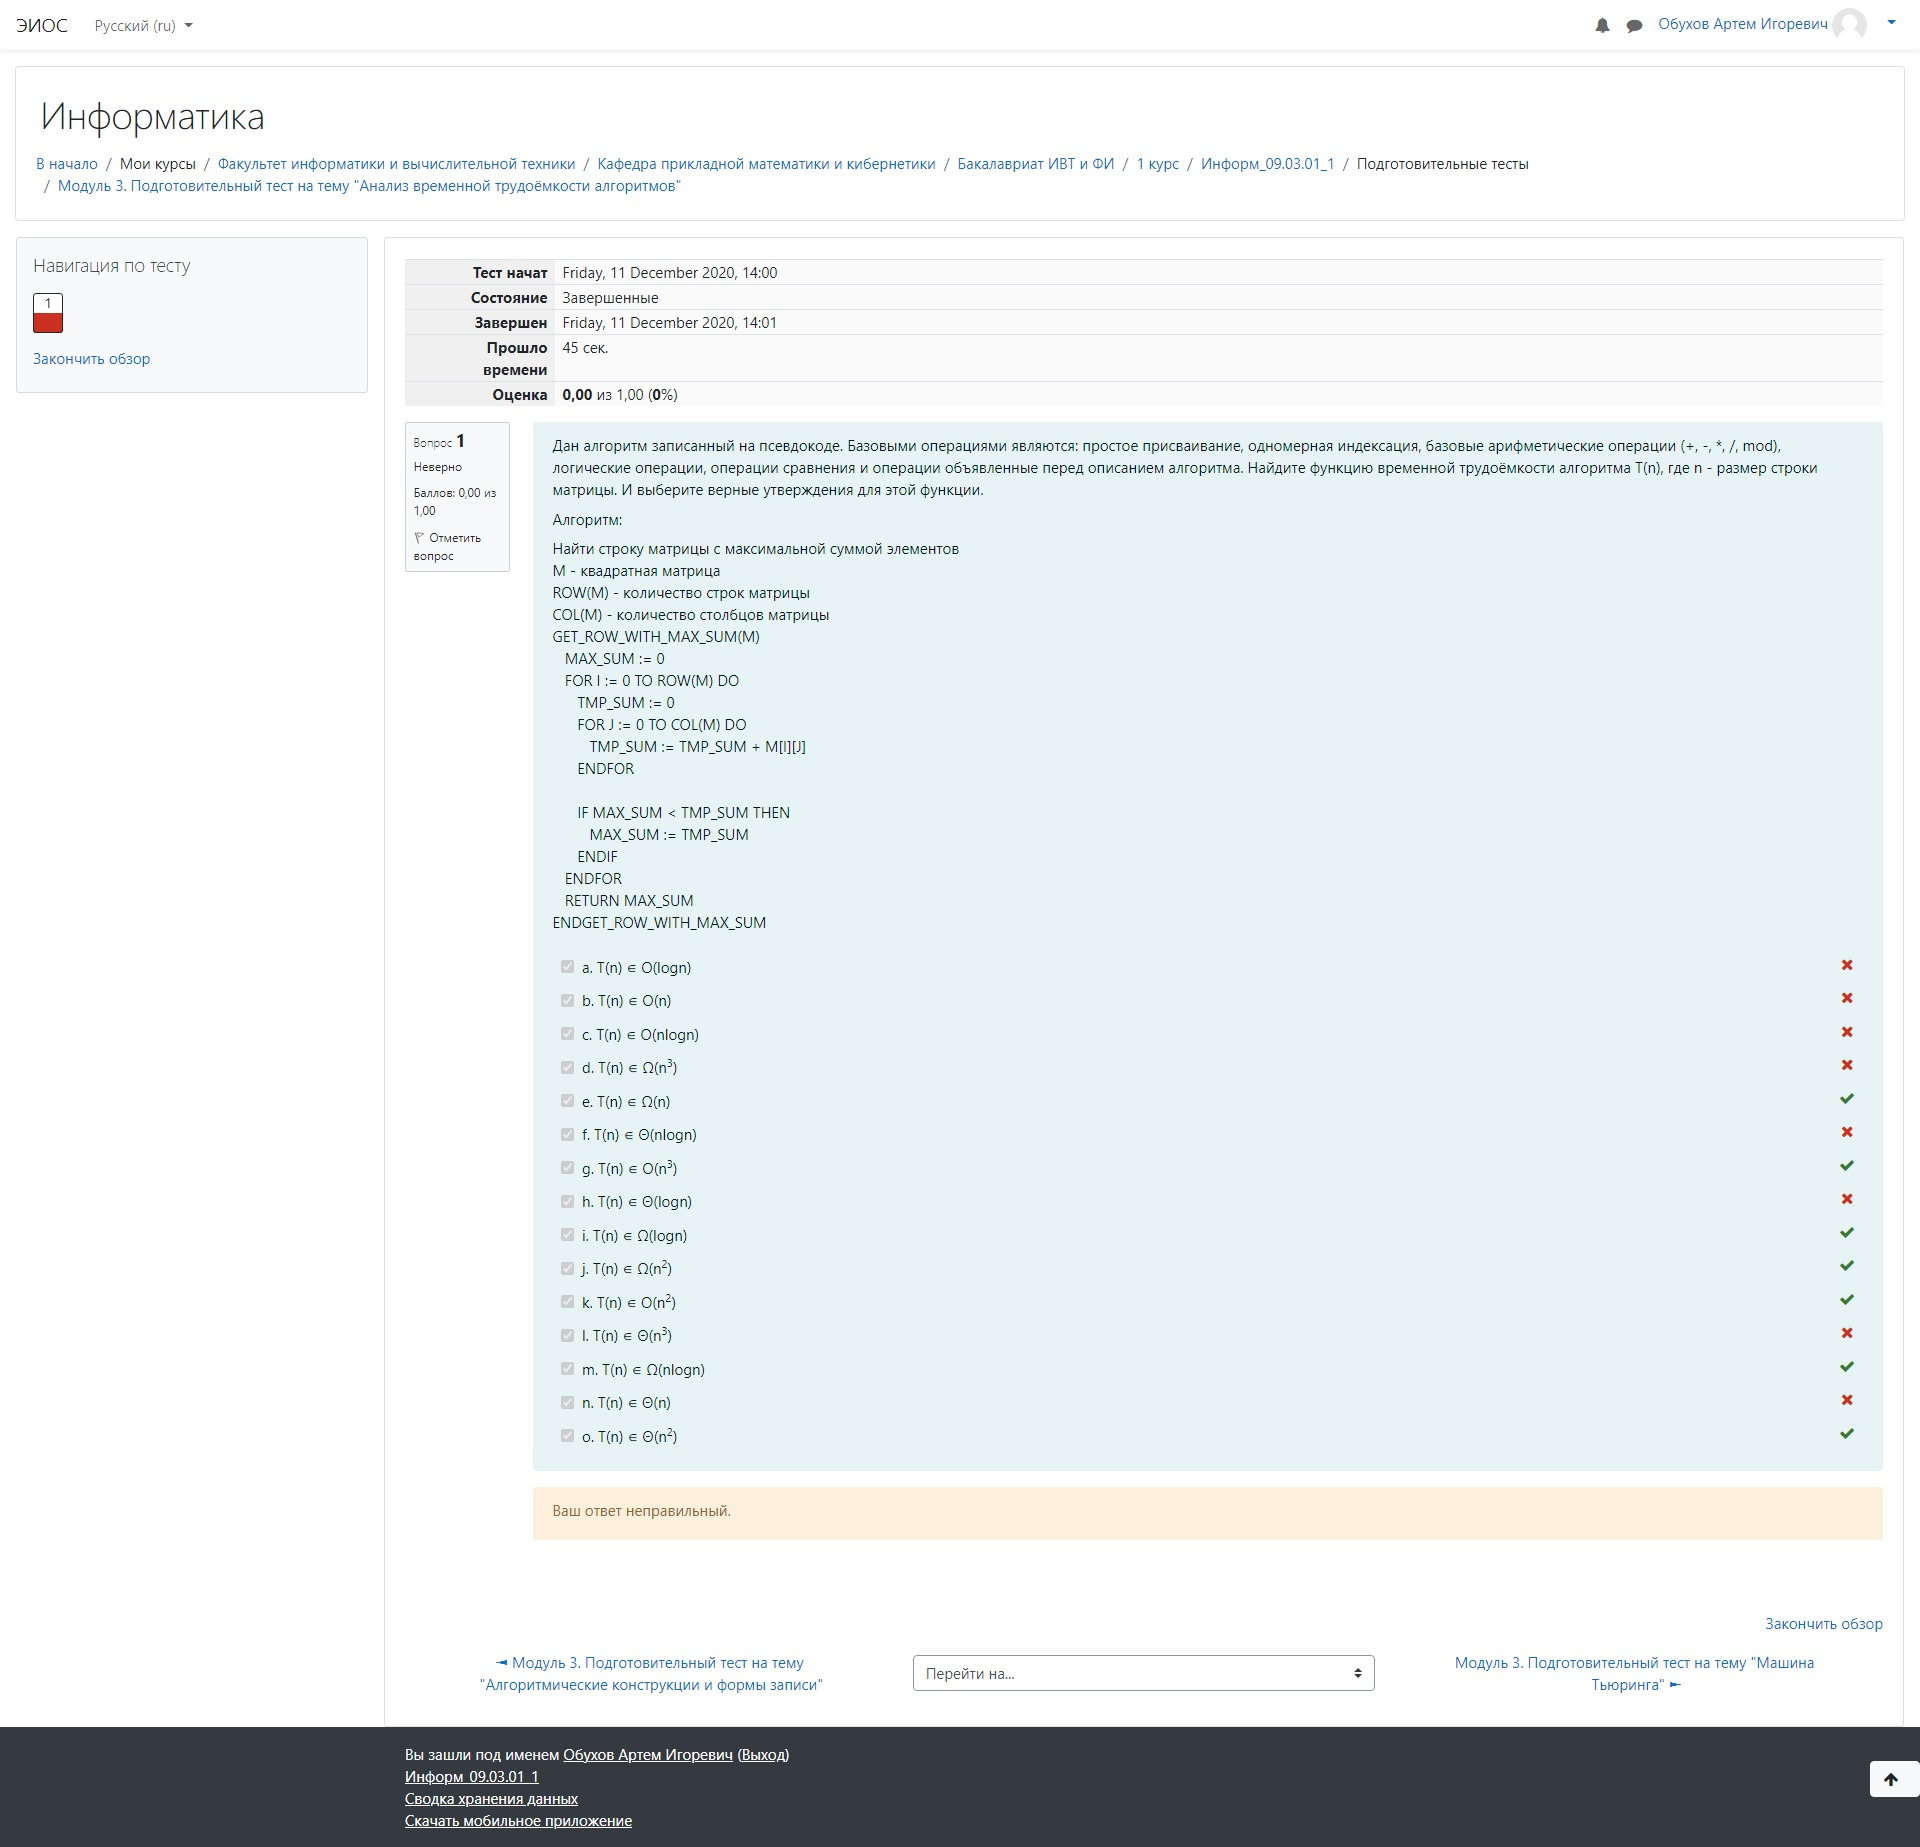 ЭИОС Русский (ru) Обухов Артем Игоревич
Информатика
В начало / Мои курсы / Факультет информатики и вычислительной техники / Кафедра прикладной математики и кибернетики / Бакалавриат ИВТ и ФИ / 1 курс / Информ_09.03.01_1 / Подготовительные тесты
/ Модуль 3. Подготовительный тест на тему "Анализ временной трудоёмкости алгоритмов"
Навигация по тесту
1
Закончить обзор
Тест начат Friday, 11 December 2020, 14:00
Состояние Завершенные
Завершен Friday, 11 December 2020, 14:01
Прошло времени 45 сек.
Оценка 0,00 из 1,00 (0%)
Вопрос 1
Неверно
Баллов: 0,00 из
1,00
Отметить
вопрос
Дан алгоритм записанный на псевдокоде. Базовыми операциями являются: простое присваивание, одномерная индексация, базовые арифметические операции (+, -, *, /, mod),
логические операции, операции сравнения и операции объявленные перед описанием алгоритма. Найдите функцию временной трудоёмкости алгоритма T(n), где n - размер строки
матрицы. И выберите верные утверждения для этой функции.
Алгоритм:
Найти строку матрицы с максимальной суммой элементов
M - квадратная матрица
ROW(M) - количество строк матрицы
COL(M) - количество столбцов матрицы
GET_ROW_WITH_MAX_SUM(M)
MAX_SUM := 0
FOR I := 0 TO ROW(M) DO
TMP_SUM := 0
FOR J := 0 TO COL(M) DO
TMP_SUM := TMP_SUM + M[I][J]
ENDFOR
IF MAX_SUM < TMP_SUM THEN
MAX_SUM := TMP_SUM
ENDIF
ENDFOR
RETURN MAX_SUM
ENDGET_ROW_WITH_MAX_SUM
a. T(n) ∈ O(logn)
b. T(n) ∈ O(n)
c. T(n) ∈ O(nlogn)
d. T(n) ∈ Ω(n³)
e. T(n) ∈ Ω(n)
f. T(n) ∈ Θ(nlogn)
g. T(n) ∈ O(n³)
h. T(n) ∈ Θ(logn)
i. T(n) ∈ Ω(logn)
j. T(n) ∈ Ω(n²)
k. T(n) ∈ O(n²)
l. T(n) ∈ Θ(n³)
m. T(n) ∈ Ω(nlogn)
n. T(n) ∈ Θ(n)
o. T(n) ∈ Θ(n²)
Ваш ответ неправильный.
Закончить обзор
◄ Модуль 3. Подготовительный тест на тему
"Алгоритмические конструкции и формы записи"
Перейти на...
Модуль 3. Подготовительный тест на тему "Машина
Тьюринга" ►
Вы зашли под именем Обухов Артем Игоревич (Выход)
Информ_09.03.01_1
Сводка хранения данных
Скачать мобильное приложение